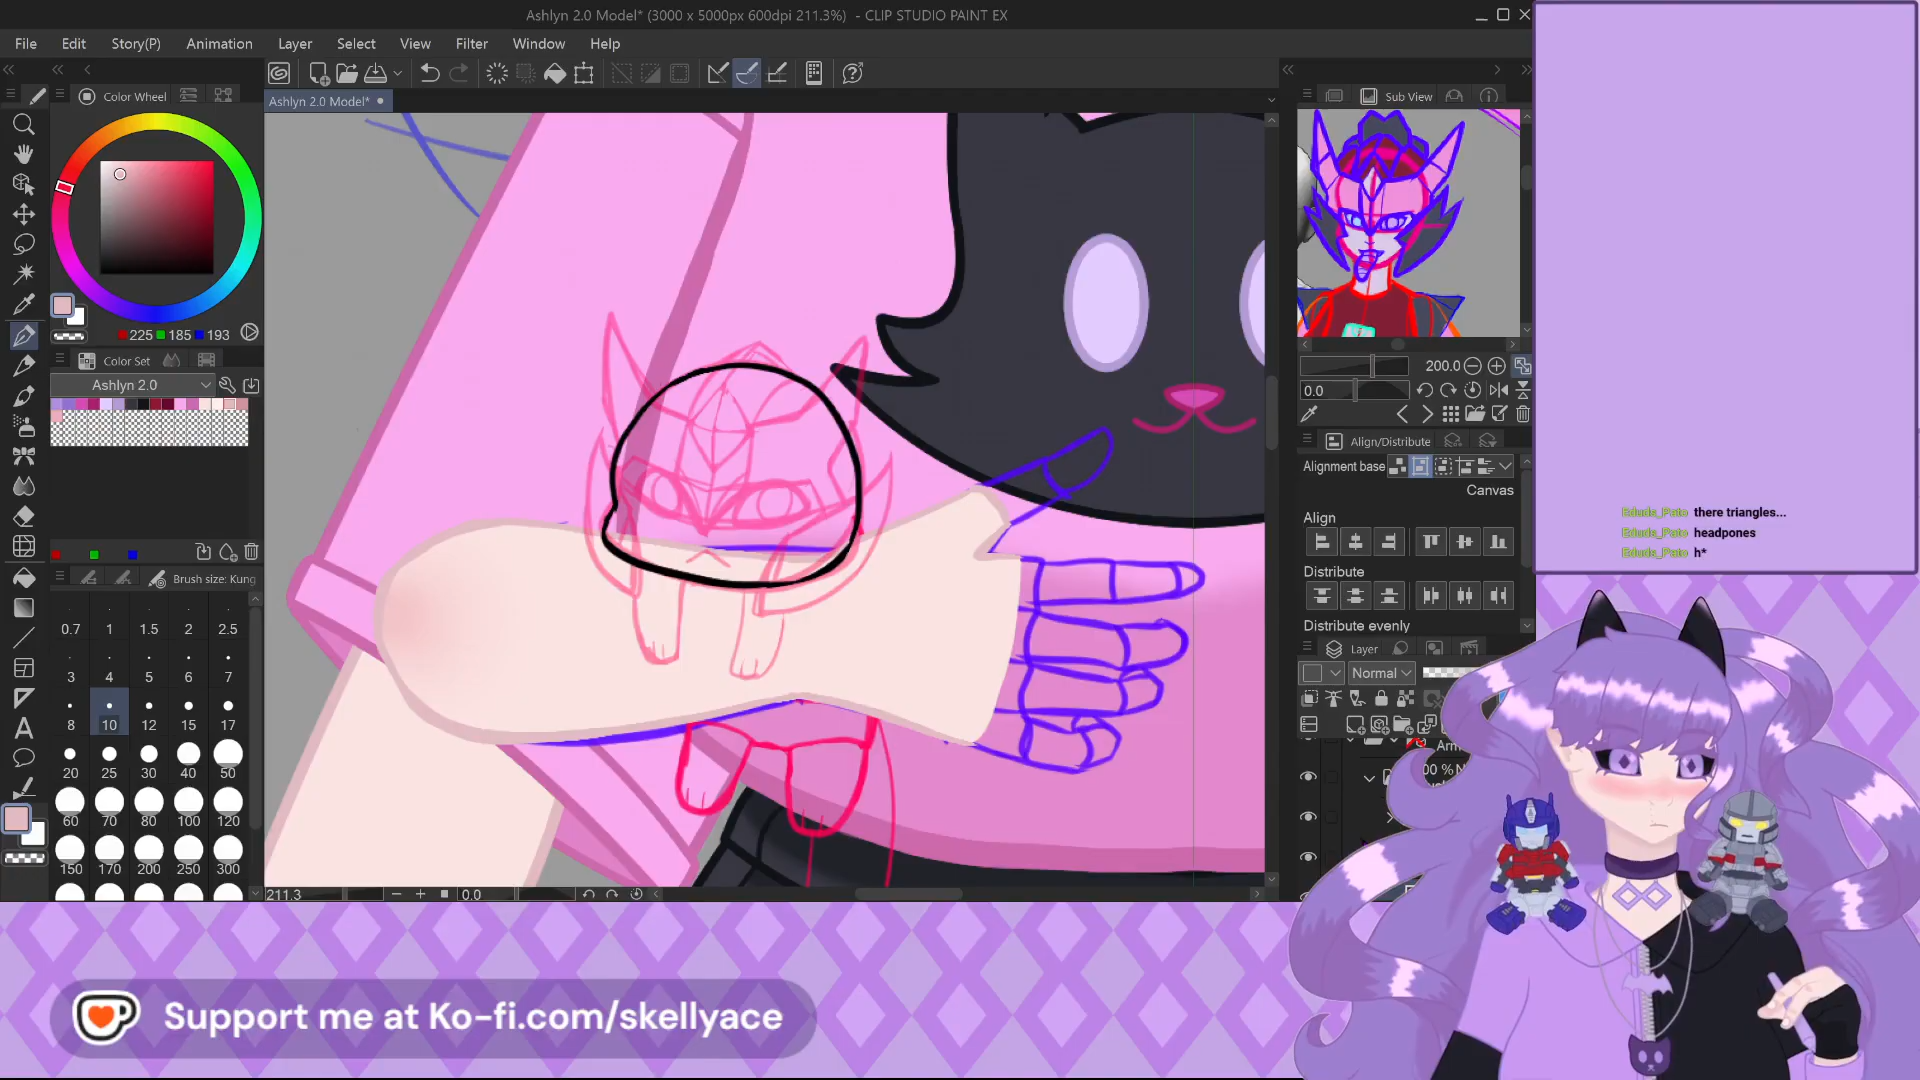 Ashlyn 2.0 Model* (3000 x 5000px 600dpi 211.3%) - CLIP STUDIO PAINT EX
File Edit Story(P) Animation Layer Select View Filter Window Help
Color Wheel
Ashlyn 2.0 Model*
Sub View
225 185 193
Color Set
Ashlyn 2.0
200.0
0.0
Align/Distribute
Alignment base
Canvas
Align
Distribute
Distribute evenly
Brush size: Kung
0.7 1 1.5 2 2.5
3 4 5 6 7
8 10 12 15 17
20 25 30 40 50
60 70 80 100 120
150 170 200 250 300
Layer
Normal
211.3
0.0
Eduds_Pato there triangles...
Eduds_Pato headpones
Eduds_Pato h*
Support me at Ko-fi.com/skellyace